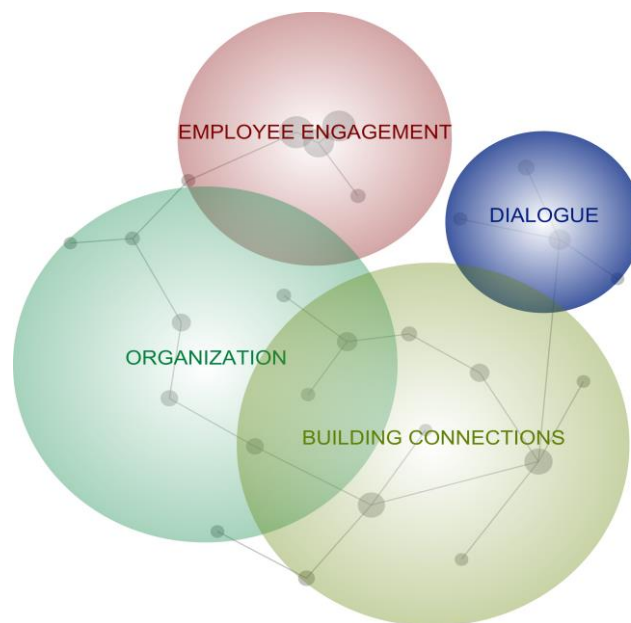 EMPLOYEE ENGAGEMENT
DIALOGUE
ORGANIZATION
BUILDING CONNECTIONS